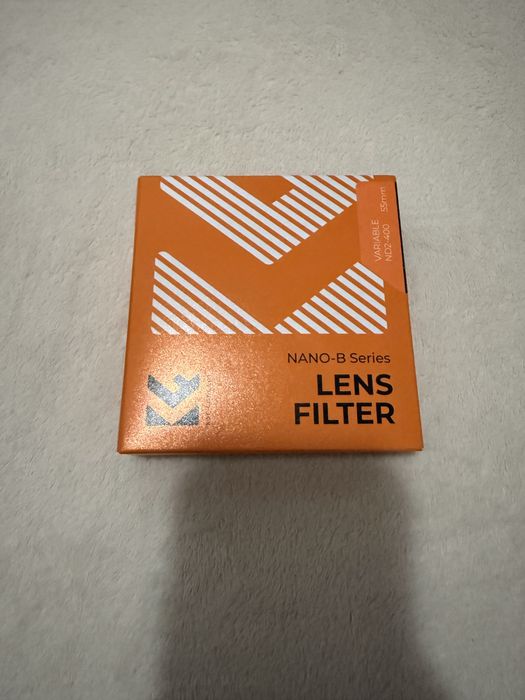 VARIABLE
ND2-400
55mm
NANO-B Series
LENS
FILTER